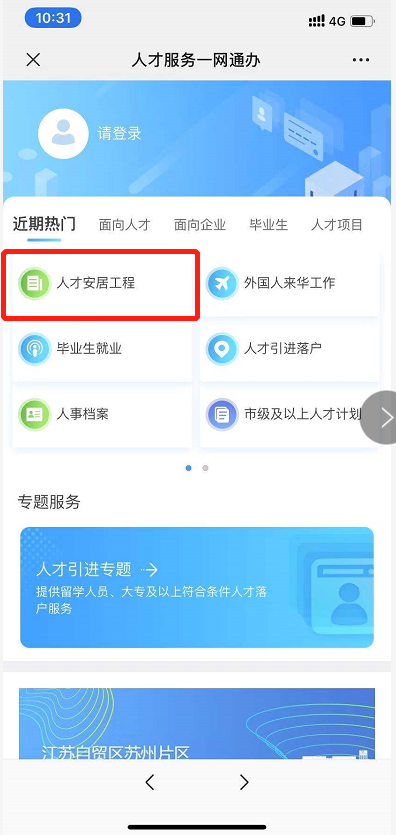 10:31
4G
人才服务一网通办
请登录
近期热门 面向人才 面向企业 毕业生 人才项目
人才安居工程 外国人来华工作
毕业生就业 人才引进落户
人事档案 市级及以上人才计划
专题服务
人才引进专题
提供留学人员、大专及以上符合条件人才落
户服务
江苏自贸区苏州片区